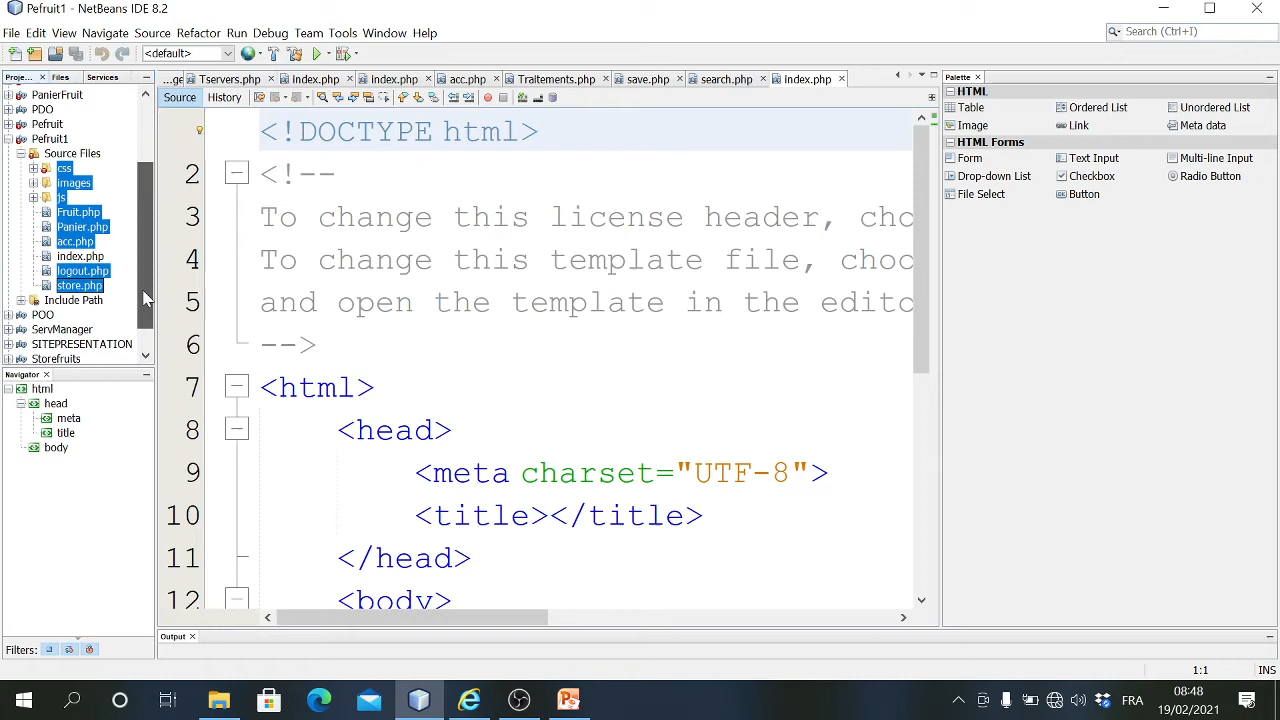 Pefruit1 - NetBeans IDE 8.2
File Edit View Navigate Source Refactor Run Debug Team Tools Window Help
Search (Ctrl+I)
<default>
Proje... Files Services
...ge Tservers.php index.php index.php acc.php Traitements.php save.php search.php index.php
Source History
PanierFruit
PDO
Pefruit
Pefruit1
Source Files
css
images
js
Fruit.php
Panier.php
acc.php
index.php
logout.php
store.php
Include Path
POO
ServManager
SITEPRESENTATION
Storefruits
Navigator
html
head
meta
title
body
Filters:
<!DOCTYPE html>
2 <!--
3 To change this license header, cho
4 To change this template file, choo
5 and open the template in the edito
6 -->
7 <html>
8 <head>
9 <meta charset="UTF-8">
10 <title></title>
11 </head>
12 <body>
Output
Palette
HTML
Table Ordered List Unordered List
Image Link Meta data
HTML Forms
Form Text Input Multi-line Input
Drop-down List Checkbox Radio Button
File Select Button
1:1 INS
FRA
08:48
19/02/2021